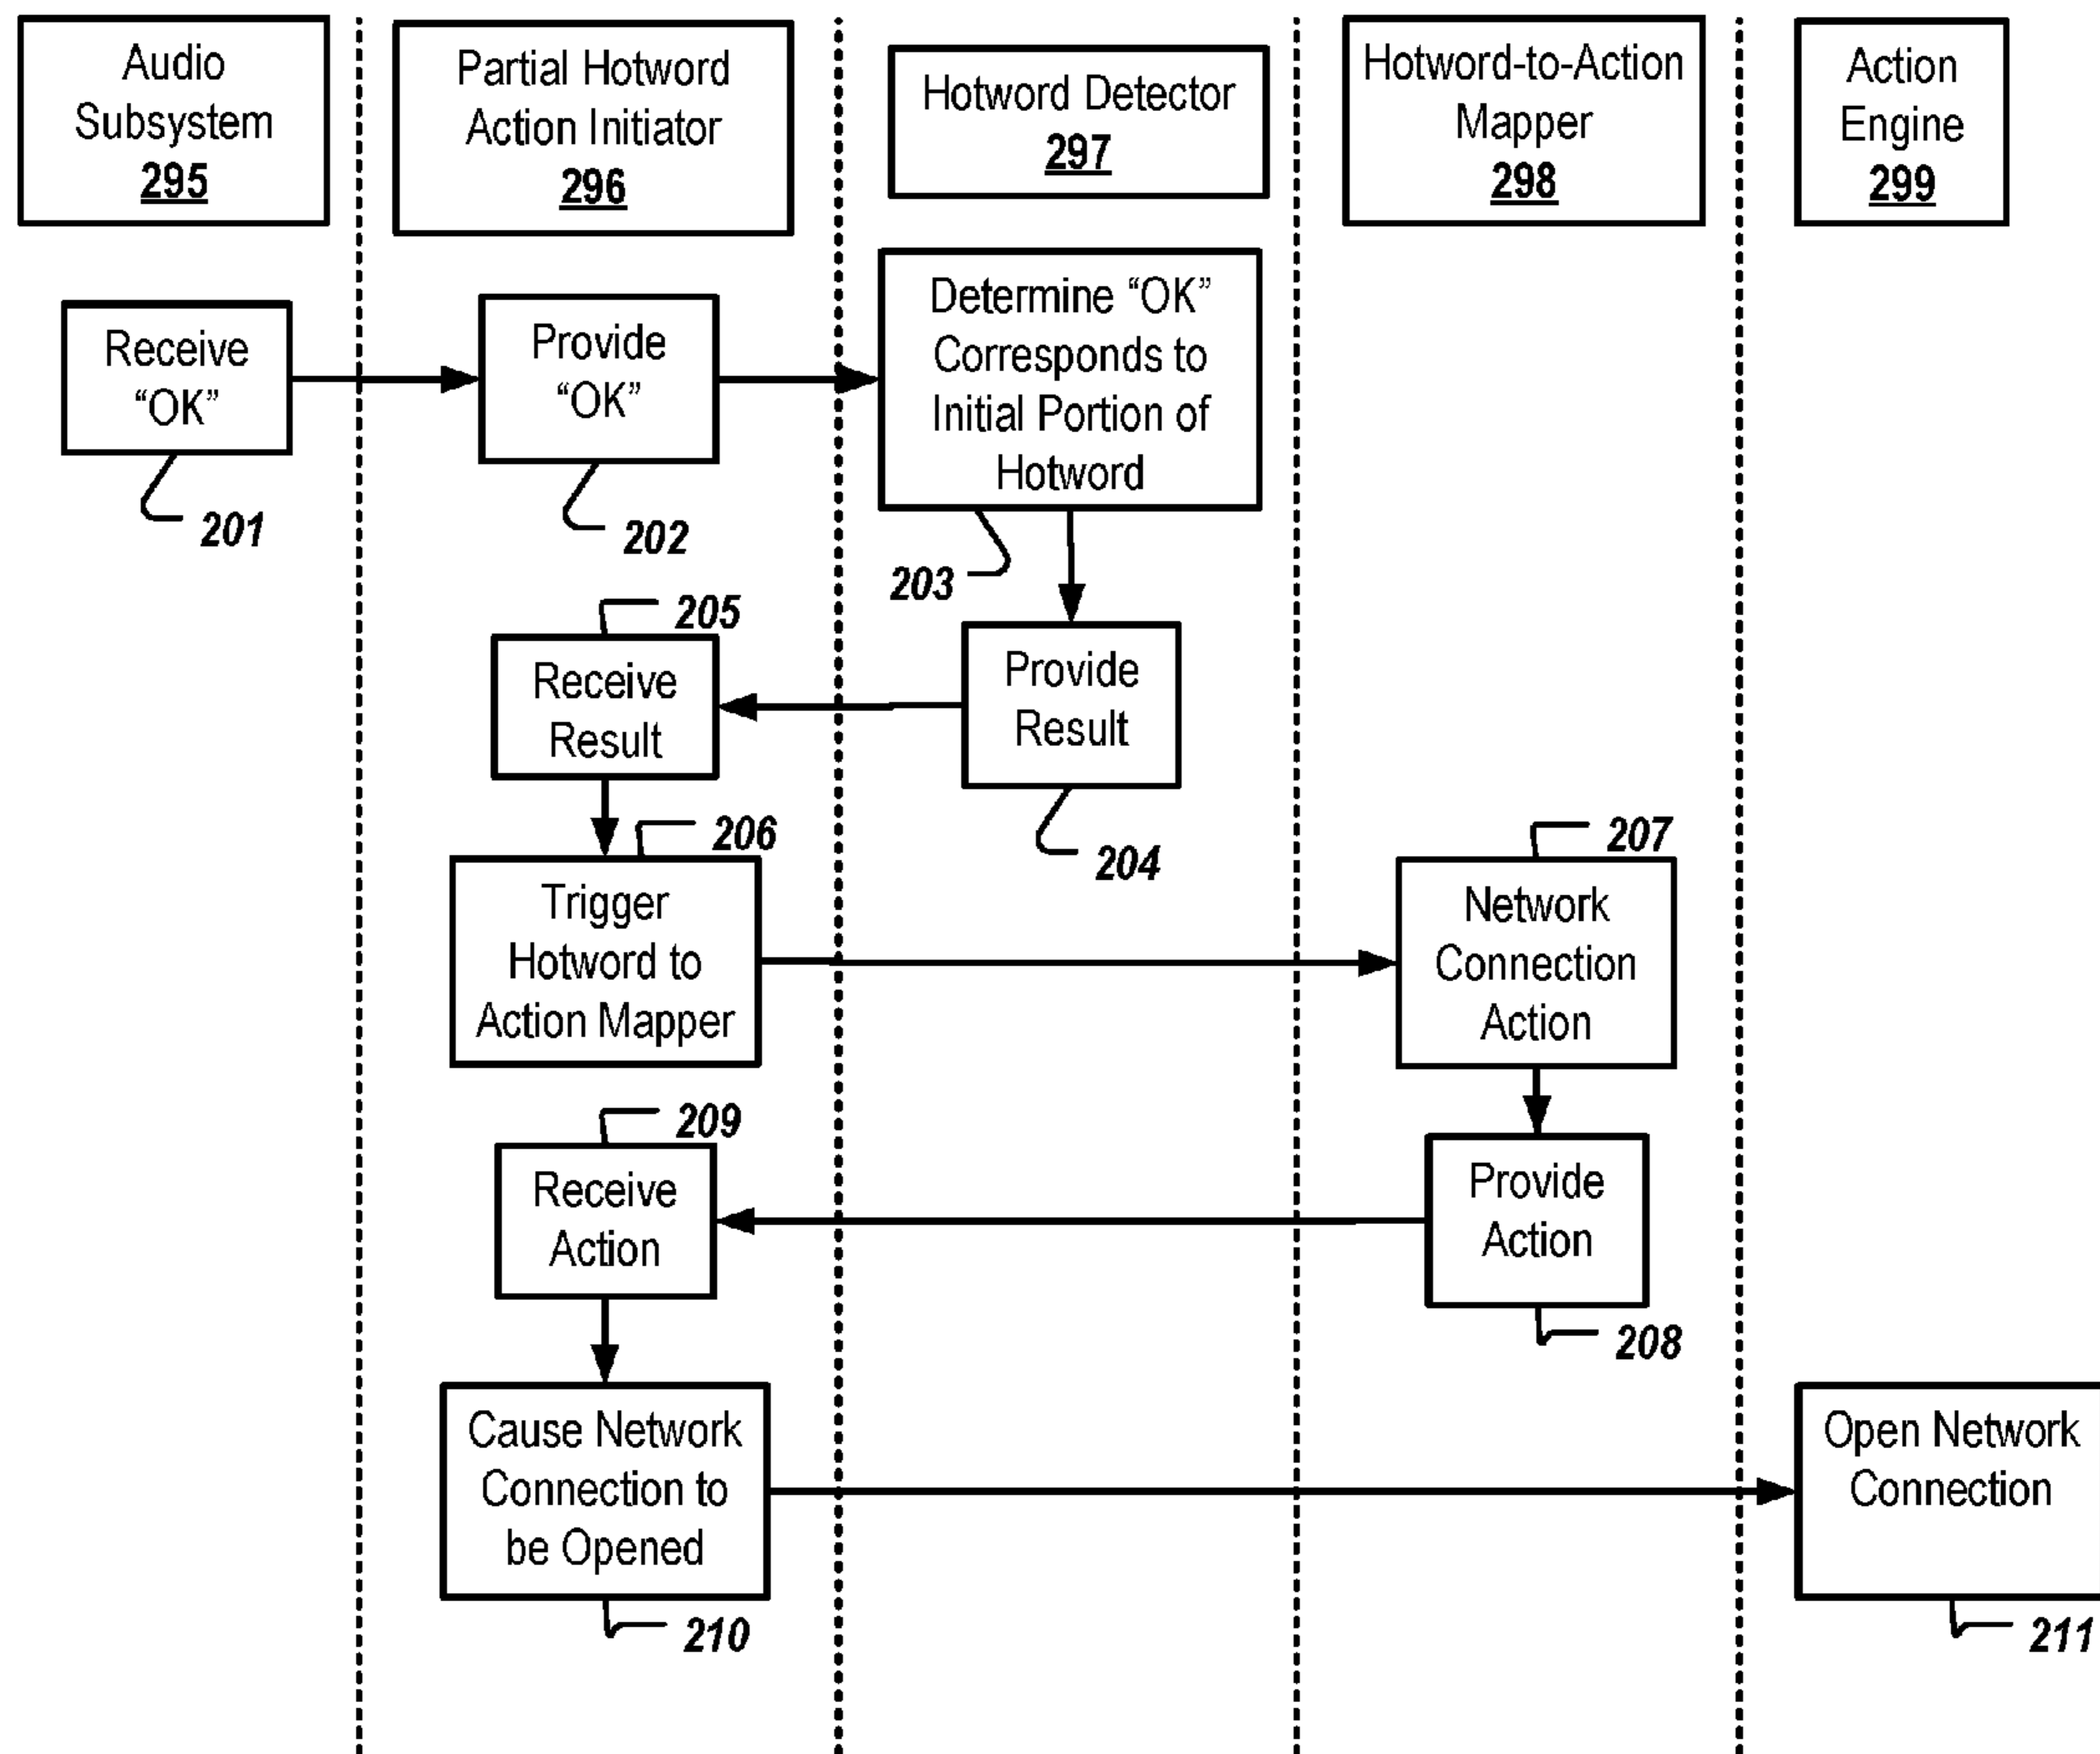 Audio
Subsystem
295
Partial Hotword
Action Initiator
296
Hotword Detector
297
Hotword-to-Action
Mapper
298
Action
Engine
299
Receive
“OK”
201
Provide
“OK”
202
Determine “OK”
Corresponds to
Initial Portion of
Hotword
203
Provide
Result
204
205
Receive
Result
206
Trigger
Hotword to
Action Mapper
207
Network
Connection
Action
Provide
Action
208
209
Receive
Action
Cause Network
Connection to
be Opened
210
Open Network
Connection
211